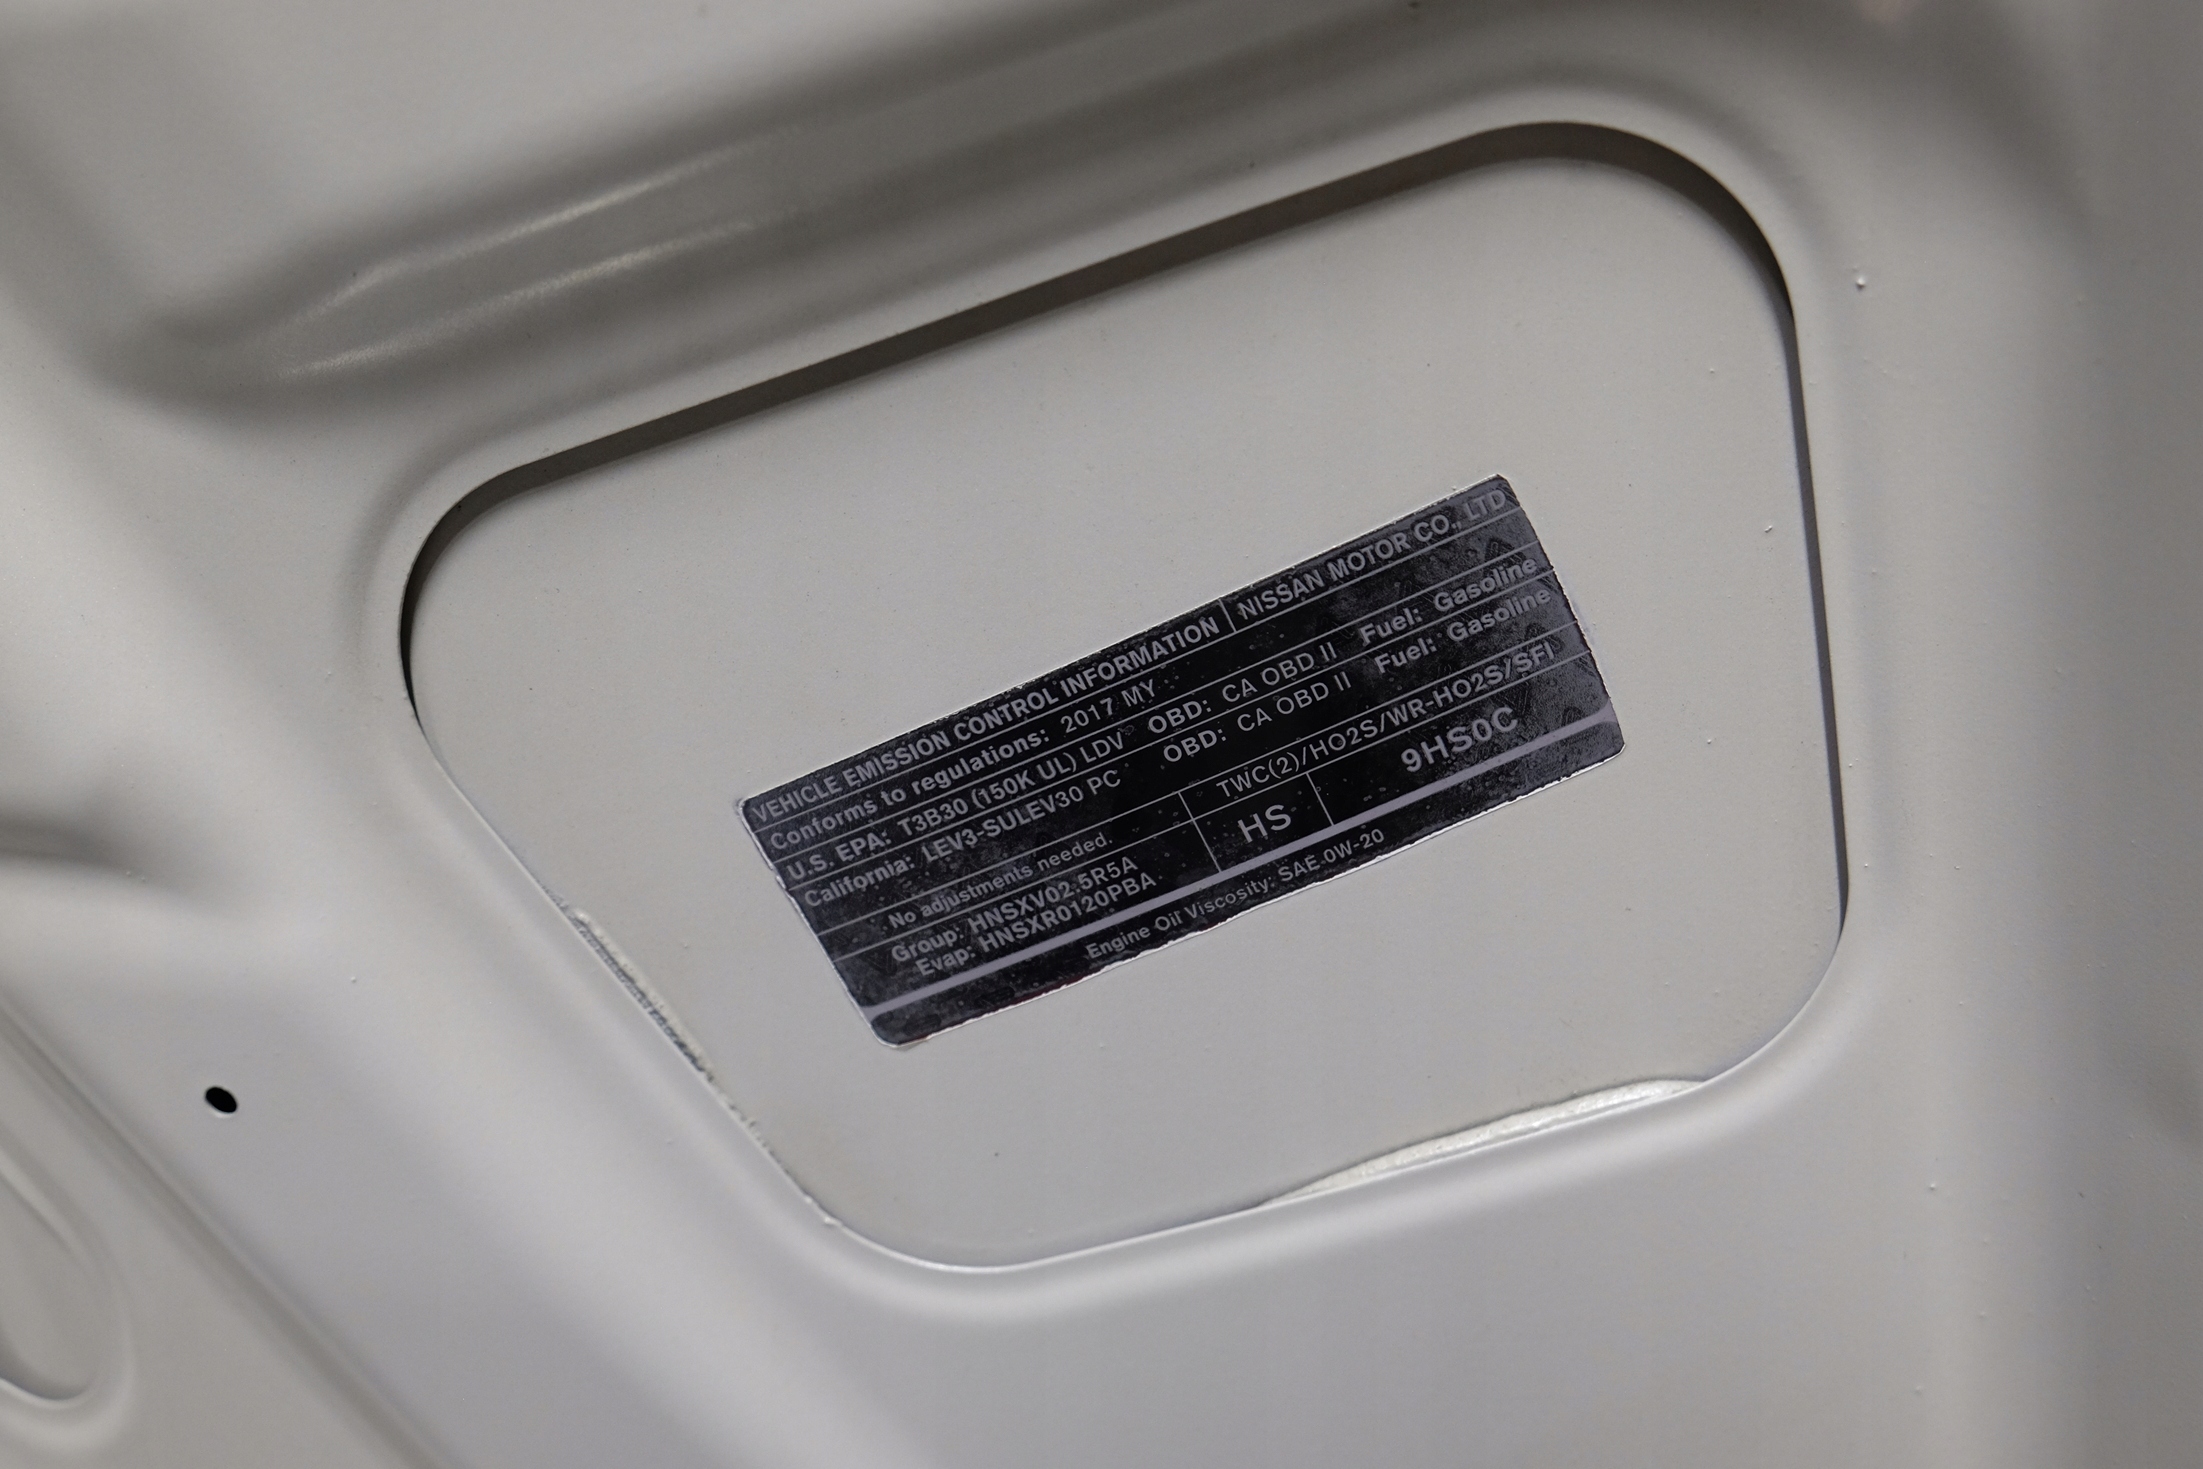 VEHICLE EMISSION CONTROL INFORMATION NISSAN MOTOR CO., LTD
Conforms to regulations: 2017 MY
U.S. EPA: T3B30 (150K UL) LDV OBD: CA OBD II Fuel: Gasoline
California: LEV3-SULEV30 PC OBD: CA OBD II Fuel: Gasoline
No adjustments needed. TWC(2)/HO2S/WR-HO2S/SFI
Group: HNSXV02.5R5A HS 9HS0C
Evap: HNSXR0120PBA
Engine Oil Viscosity: SAE 0W-20